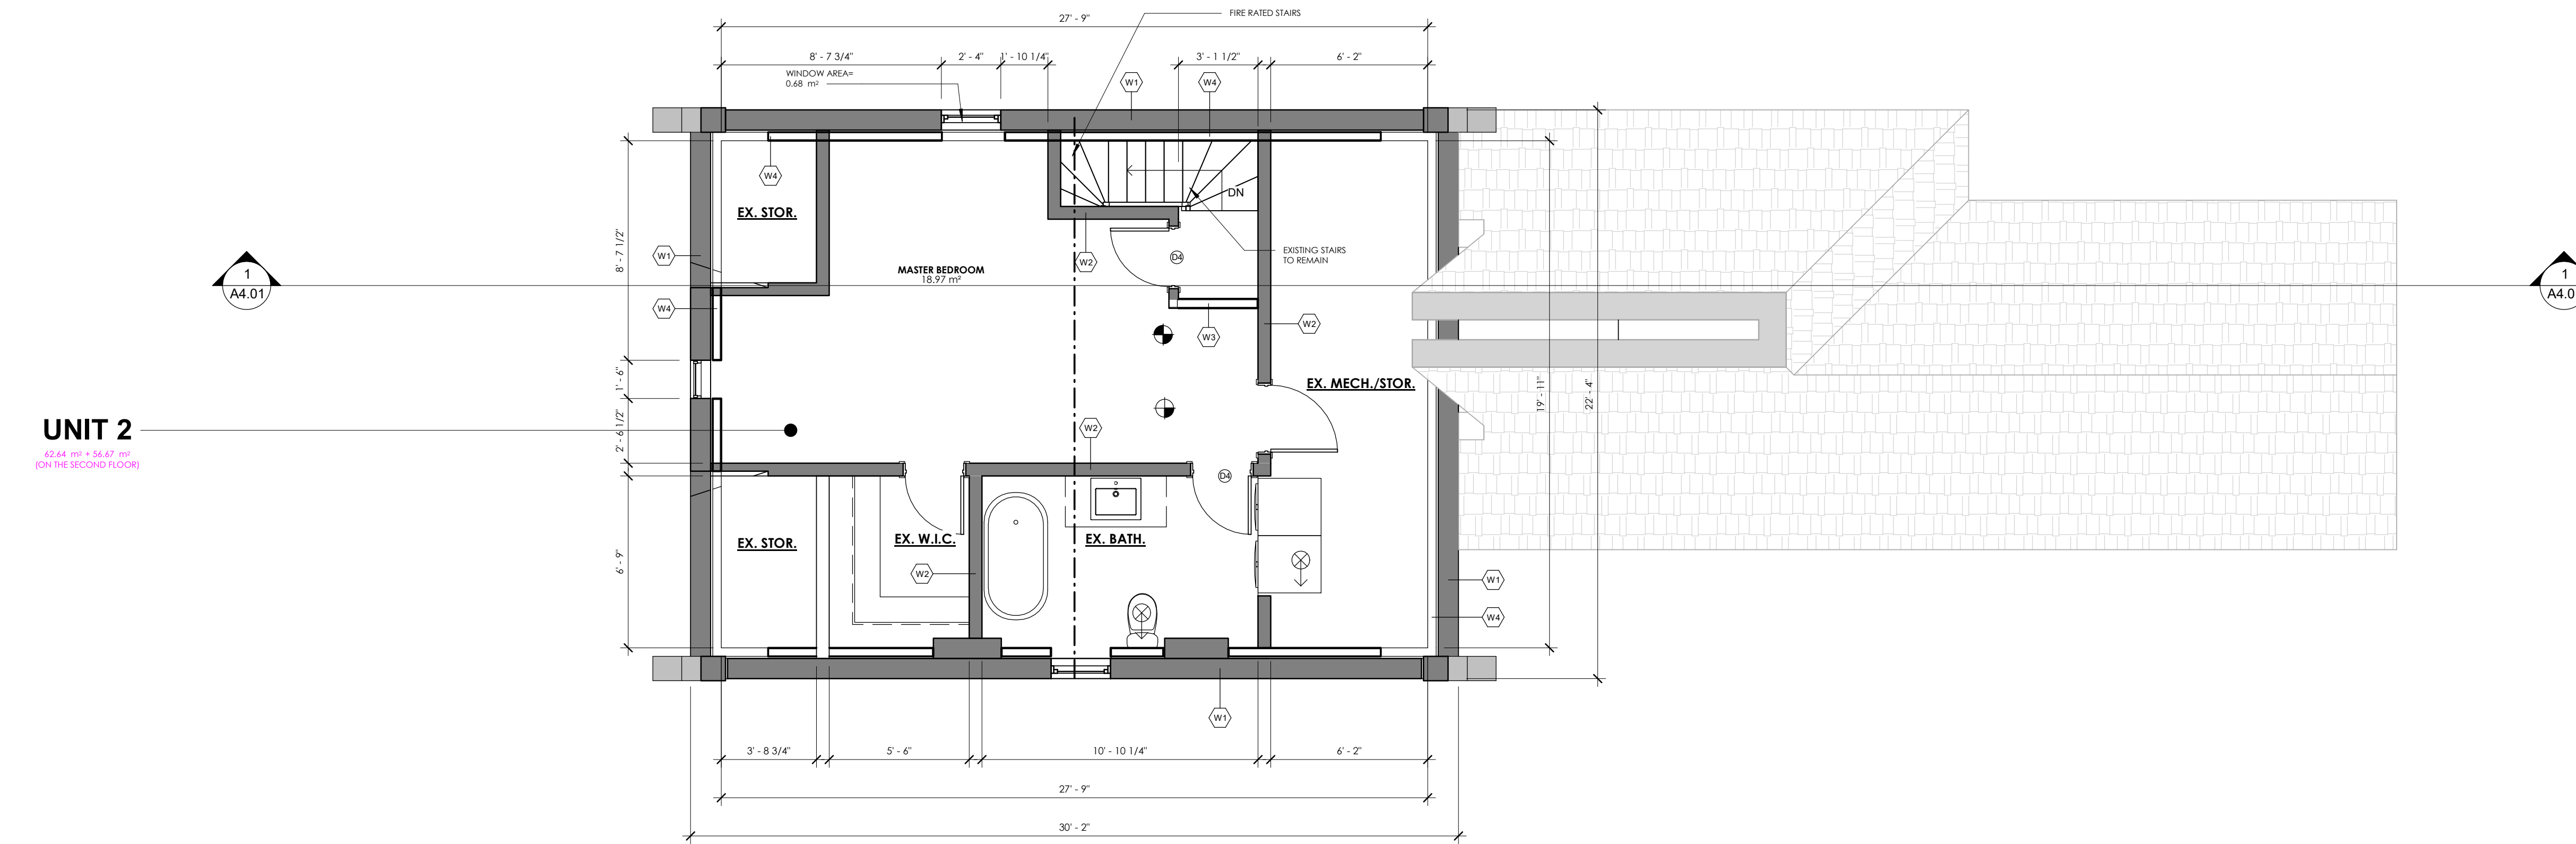 27' - 9"
FIRE RATED STAIRS
8' - 7 3/4"
2' - 4"
1' - 10 1/4"
3' - 1 1/2"
6' - 2"
WINDOW AREA=
0.68 m²
W1
W4
W4
EX. STOR.
DN
8' - 7 1/2"
W1
W2
D4
EXISTING STAIRS
TO REMAIN
MASTER BEDROOM
18.97 m²
1
A4.01
1
A4.0
W4
W3
W2
1' - 6"
EX. MECH./STOR.
19' - 11"
22' - 4"
UNIT 2
62.64 m² + 56.67 m²
(ON THE SECOND FLOOR)
2' - 6 1/2"
W2
D4
6' - 9"
EX. STOR.
EX. W.I.C.
EX. BATH.
W2
W1
W4
W1
3' - 8 3/4"
5' - 6"
10' - 10 1/4"
6' - 2"
27' - 9"
30' - 2"